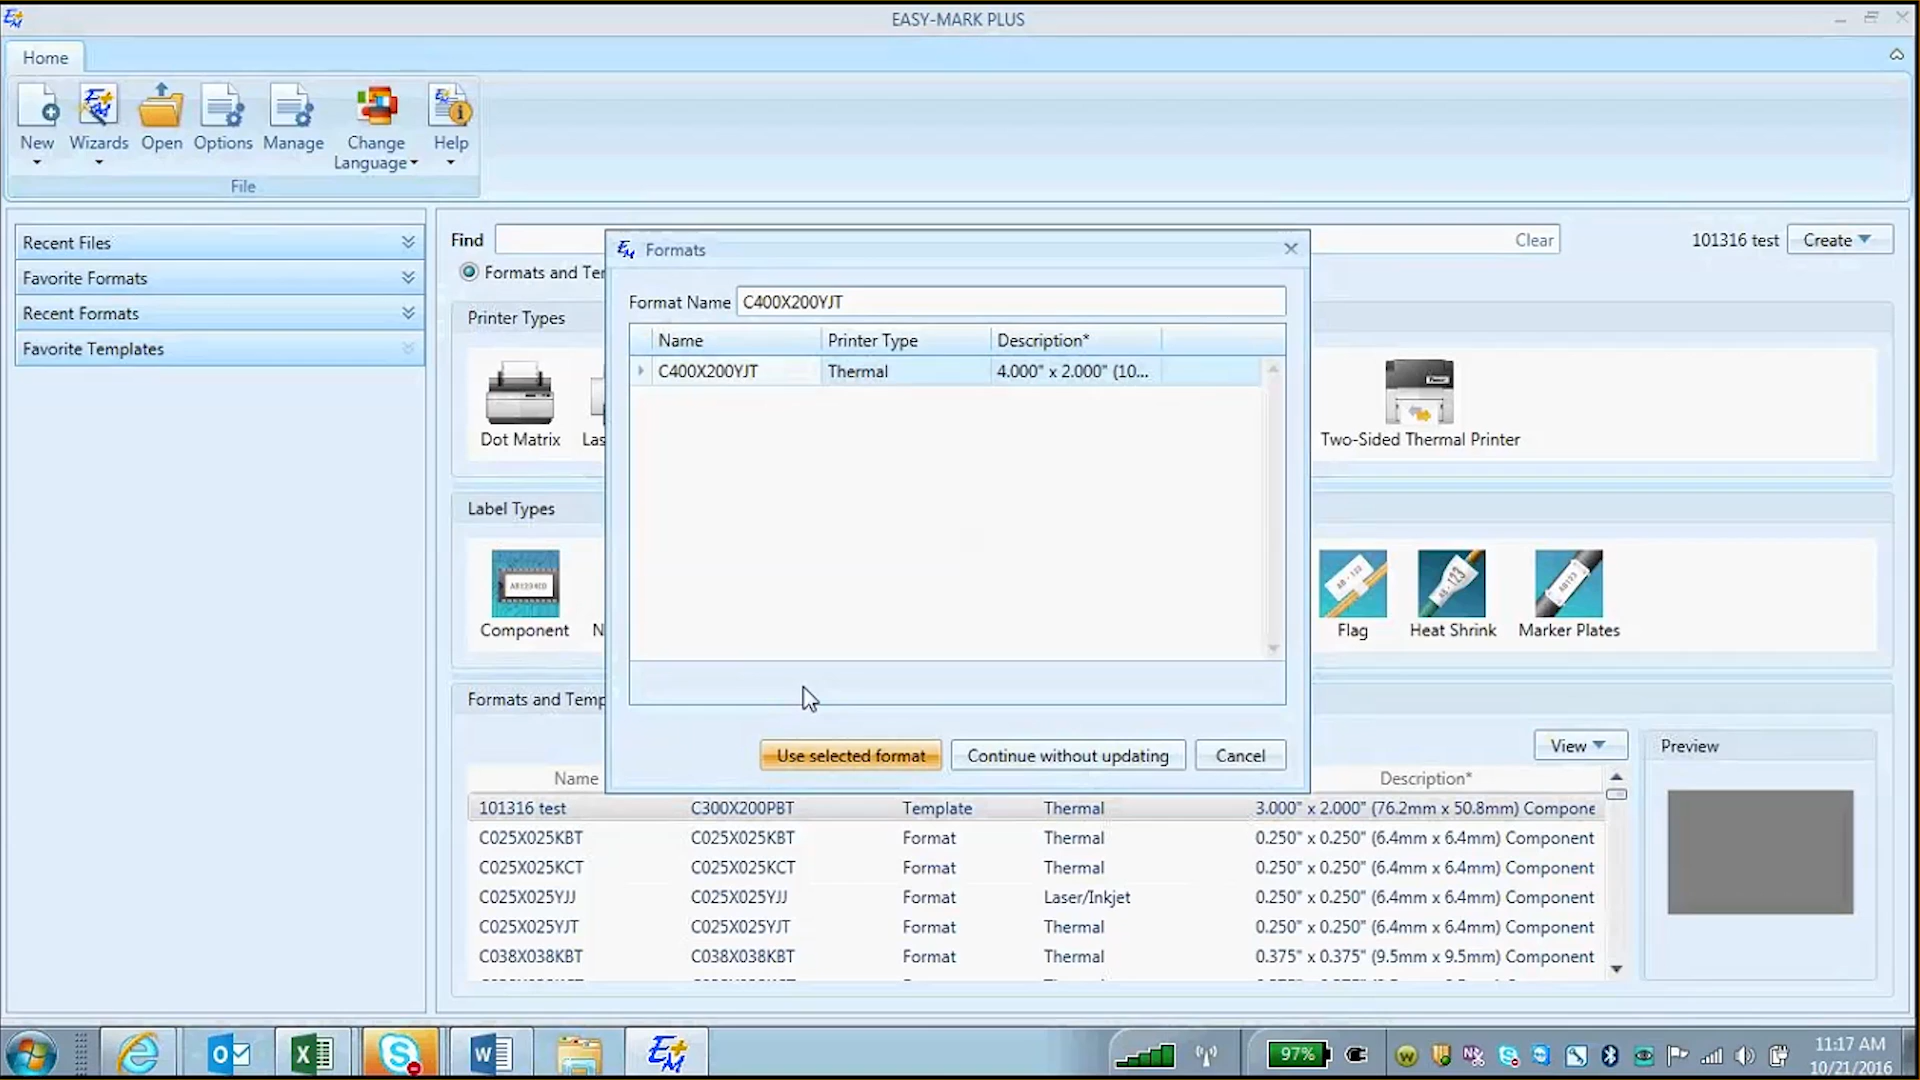 EASY-MARK PLUS
Home
New
Wizards
Open
Options
Manage
Change
Language
Help
File
Recent Files
Favorite Formats
Recent Formats
Favorite Templates
Find
Clear
101316 test
Create
Formats and Ter
Printer Types
Dot Matrix
Las
Two-Sided Thermal Printer
Label Types
Component
N
Flag
Heat Shrink
Marker Plates
Formats
Format Name C400X200YJT
Name Printer Type Description*
C400X200YJT Thermal 4.000" x 2.000" (10...
Use selected format
Continue without updating
Cancel
Formats and Temp
View
Preview
Name Description*
101316 test C300X200PBT Template Thermal 3.000" x 2.000" (76.2mm x 50.8mm) Compone
C025X025KBT C025X025KBT Format Thermal 0.250" x 0.250" (6.4mm x 6.4mm) Component
C025X025KCT C025X025KCT Format Thermal 0.250" x 0.250" (6.4mm x 6.4mm) Component
C025X025YJJ C025X025YJJ Format Laser/Inkjet 0.250" x 0.250" (6.4mm x 6.4mm) Component
C025X025YJT C025X025YJT Format Thermal 0.250" x 0.250" (6.4mm x 6.4mm) Component
C038X038KBT C038X038KBT Format Thermal 0.375" x 0.375" (9.5mm x 9.5mm) Component
97%
11:17 AM
10/21/2016